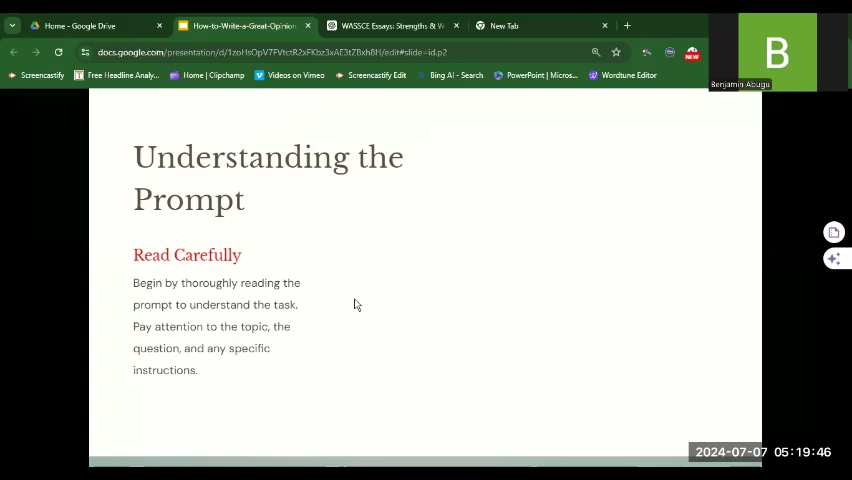 Home - Google Drive
How-to-Write-a-Great-Opinion
WASSCE Essays: Strengths & W
New Tab
docs.google.com/presentation/d/1zoHsOpV7FVtctR2xFKbz3xAE3tZBxh8H/edit#slide=id.p2
NEW
Screencastify
Free Headline Analy...
Home | Clipchamp
Videos on Vimeo
Screencastify Edit
Bing AI - Search
PowerPoint | Micros...
Wordtune Editor
B
Benjamin Abugu
Understanding the
Prompt
Read Carefully
Begin by thoroughly reading the
prompt to understand the task.
Pay attention to the topic, the
question, and any specific
instructions.
2024-07-07 05:19:46